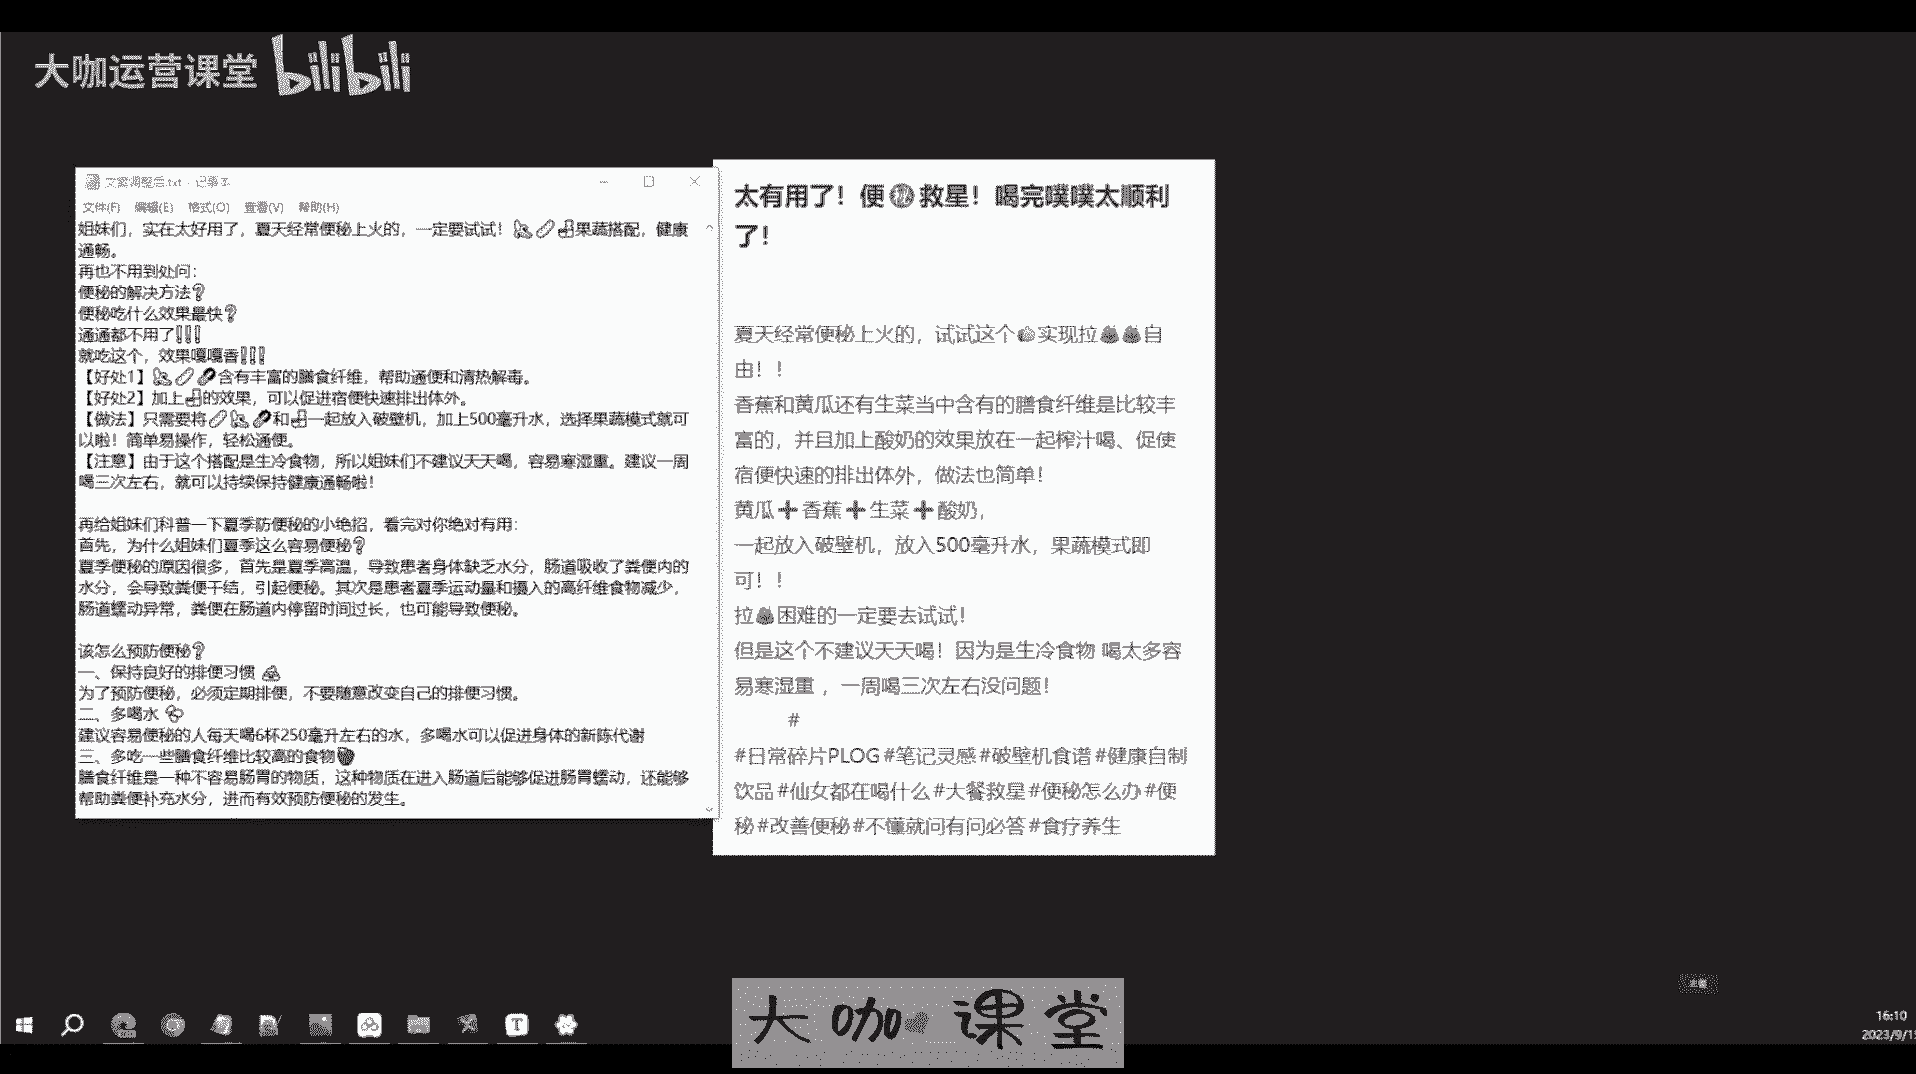 大咖运营课堂 bilibili
文案调整后.txt - 记事本
文件(F) 编辑(E) 格式(O) 查看(V) 帮助(H)
姐妹们，实在太好用了，夏天经常便秘上火的，一定要试试！🍌🥒🥛果蔬搭配，健康
通畅。
再也不用到处问：
便秘的解决方法❓
便秘吃什么效果最快❓
通通都不用了❗❗❗
就吃这个，效果嘎嘎香❗❗❗
【好处1】🍌🥒🥬含有丰富的膳食纤维，帮助通便和清热解毒。
【好处2】加上🥛的效果，可以促进宿便快速排出体外。
【做法】只需要将🥒🍌🥬和🥛一起放入破壁机，加上500毫升水，选择果蔬模式就可
以啦！简单易操作，轻松通便。
【注意】由于这个搭配是生冷食物，所以姐妹们不建议天天喝，容易寒湿重。建议一周
喝三次左右，就可以持续保持健康通畅啦！
再给姐妹们科普一下夏季防便秘的小绝招，看完对你绝对有用：
首先，为什么姐妹们夏季这么容易便秘❓
夏季便秘的原因很多，首先是夏季高温，导致患者身体缺乏水分，肠道吸收了粪便内的
水分，会导致粪便干结，引起便秘。其次是患者夏季运动量和摄入的高纤维食物减少，
肠道蠕动异常，粪便在肠道内停留时间过长，也可能导致便秘。
该怎么预防便秘❓
一、保持良好的排便习惯 💩
为了预防便秘，必须定期排便，不要随意改变自己的排便习惯。
二、多喝水
建议容易便秘的人每天喝6杯250毫升左右的水，多喝水可以促进身体的新陈代谢
三、多吃一些膳食纤维比较高的食物
膳食纤维是一种不容易肠胃的物质，这种物质在进入肠道后能够促进肠胃蠕动，还能够
帮助粪便补充水分，进而有效预防便秘的发生。
太有用了！便㊙救星！喝完噗噗太顺利
了！
夏天经常便秘上火的，试试这个👋实现拉💩💩自
由！！
香蕉和黄瓜还有生菜当中含有的膳食纤维是比较丰
富的，并且加上酸奶的效果放在一起榨汁喝、促使
宿便快速的排出体外，做法也简单！
黄瓜➕香蕉➕生菜➕酸奶，
一起放入破壁机，放入500毫升水，果蔬模式即
可！！
拉💩困难的一定要去试试！
但是这个不建议天天喝！因为是生冷食物 喝太多容
易寒湿重 ，一周喝三次左右没问题！
#
#日常碎片PLOG#笔记灵感#破壁机食谱#健康自制
饮品#仙女都在喝什么#大餐救星#便秘怎么办#便
秘#改善便秘#不懂就问有问必答#食疗养生
大咖课堂
16:10
2023/9/1